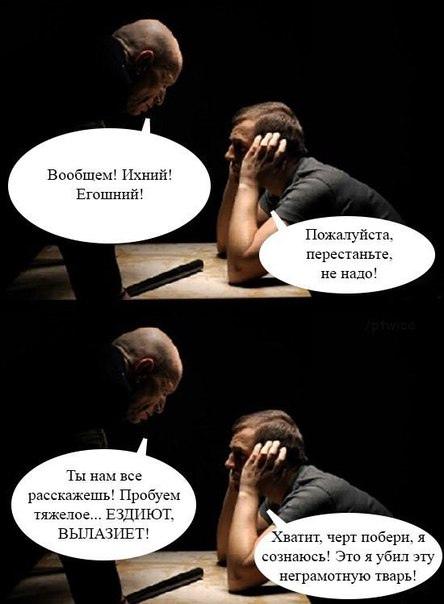 Вообщем! Ихний!
Егошний!
Пожалуйста,
перестаньте,
не надо!
Ты нам все
расскажешь! Пробуем
тяжелое... ЕЗДИЮТ,
ВЫЛАЗИЕТ!
Хватит, черт побери, я
сознаюсь! Это я убил эту
неграмотную тварь!